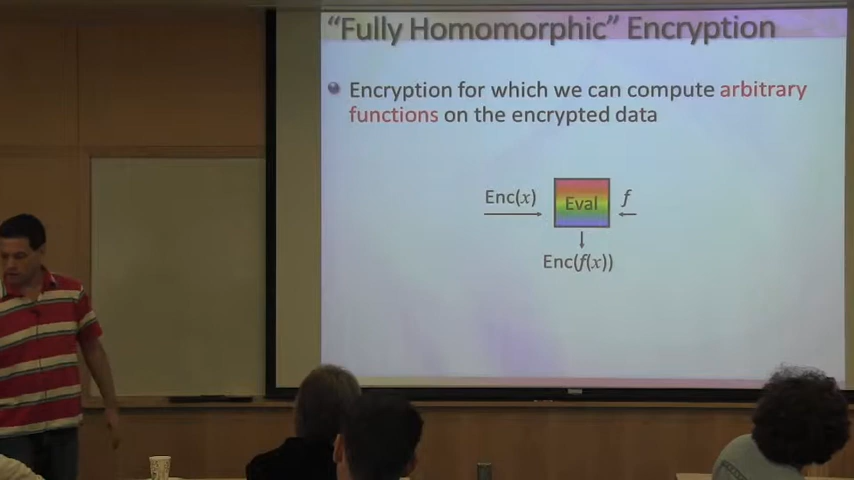 "Fully Homomorphic" Encryption
Encryption for which we can compute arbitrary
functions on the encrypted data
Enc(x) Eval f
Enc(f(x))